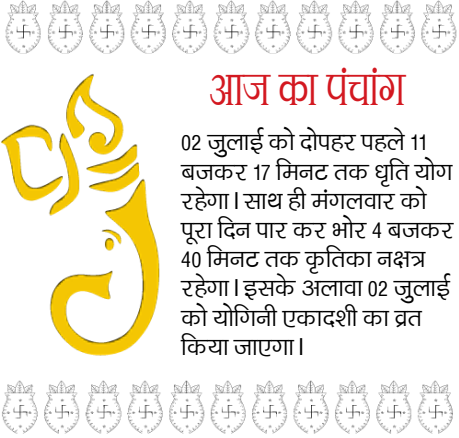 आज का पंचांग
02 जुलाई को दोपहर पहले 11
बजकर 17 मिनट तक धृति योग
रहेगा। साथ ही मंगलवार को
पूरा दिन पार कर भोर 4 बजकर
40 मिनट तक कृतिका नक्षत्र
रहेगा। इसके अलावा 02 जुलाई
को योगिनी एकादशी का व्रत
किया जाएगा।